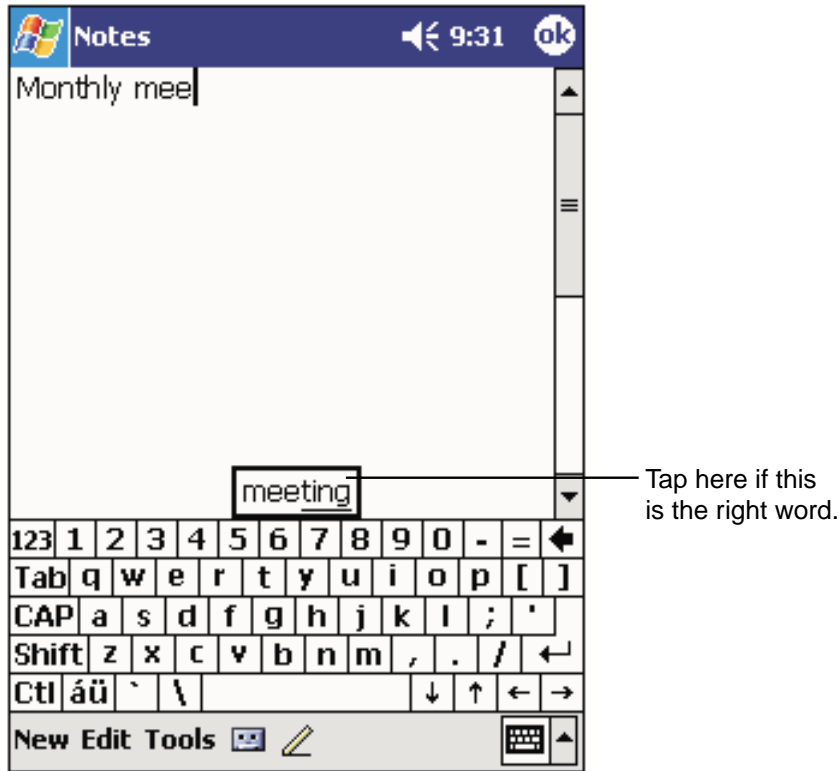 Notes 9:31 ok
Monthly mee
meeting
Tap here if this
is the right word.
123 1 2 3 4 5 6 7 8 9 0 - =
Tab q w e r t y u i o p [ ]
CAP a s d f g h j k l ; '
Shift z x c v b n m , . / ↵
Ctl áü ` \ ↓ ↑ ← →
New Edit Tools